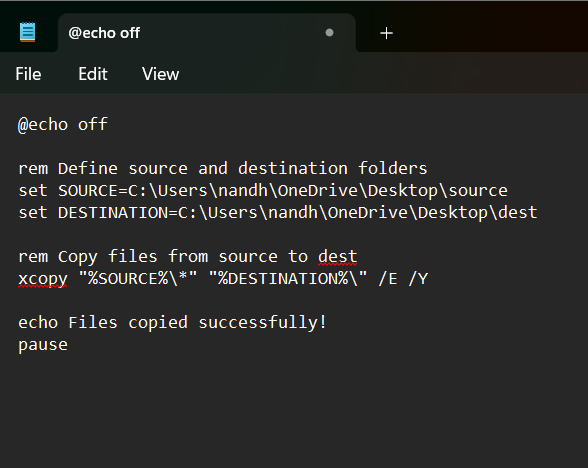 @echo off
File Edit View
@echo off
rem Define source and destination folders
set SOURCE=C:\Users\nandh\OneDrive\Desktop\source
set DESTINATION=C:\Users\nandh\OneDrive\Desktop\dest
rem Copy files from source to dest
xcopy "%SOURCE%\*" "%DESTINATION%\" /E /Y
echo Files copied successfully!
pause